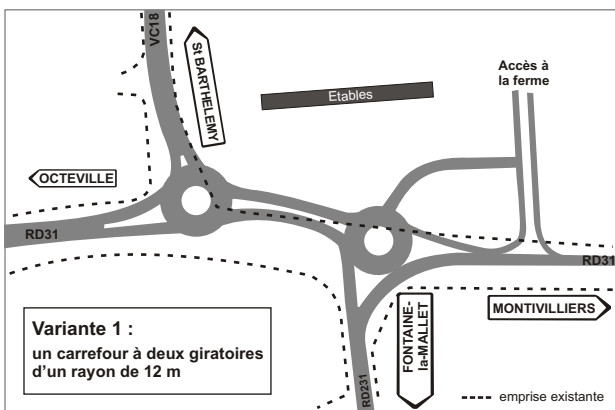 VC18
St BARTHELEMY
Accès à
la ferme
Etables
OCTEVILLE
RD31
RD31
MONTIVILLIERS
Variante 1 :
un carrefour à deux giratoires
d'un rayon de 12 m
RD231
FONTAINE-
la-MALLET
emprise existante